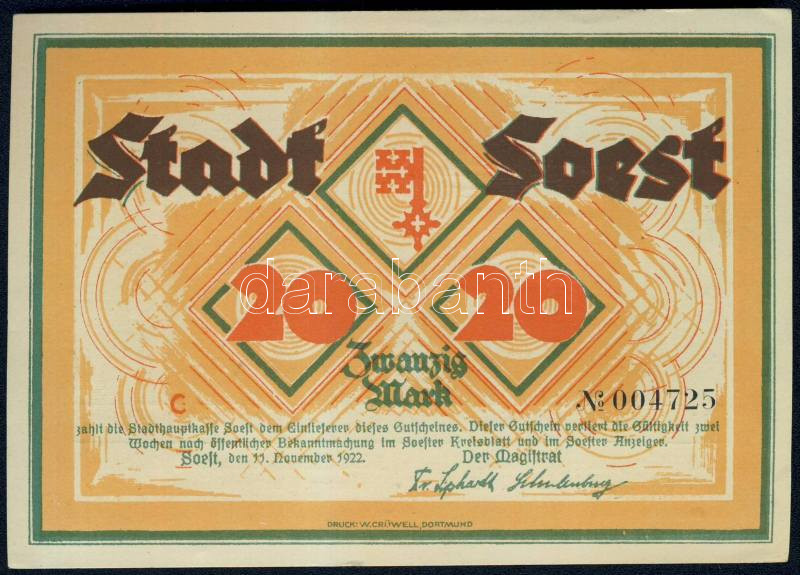 Stadt Soest
20 20
darabanth
Zwanzig
Mark
C № 004725
zahlt die Stadthauptkasse Soest dem Einlieferer dieses Gutscheines. Dieser Gutschein verliert die Gültigkeit zwei
Wochen nach öffentlicher Bekanntmachung im Soester Kreisblatt und im Soester Anzeiger.
Soest, den 11. November 1922. Der Magistrat
DRUCK: W. CRÜWELL, DORTMUND